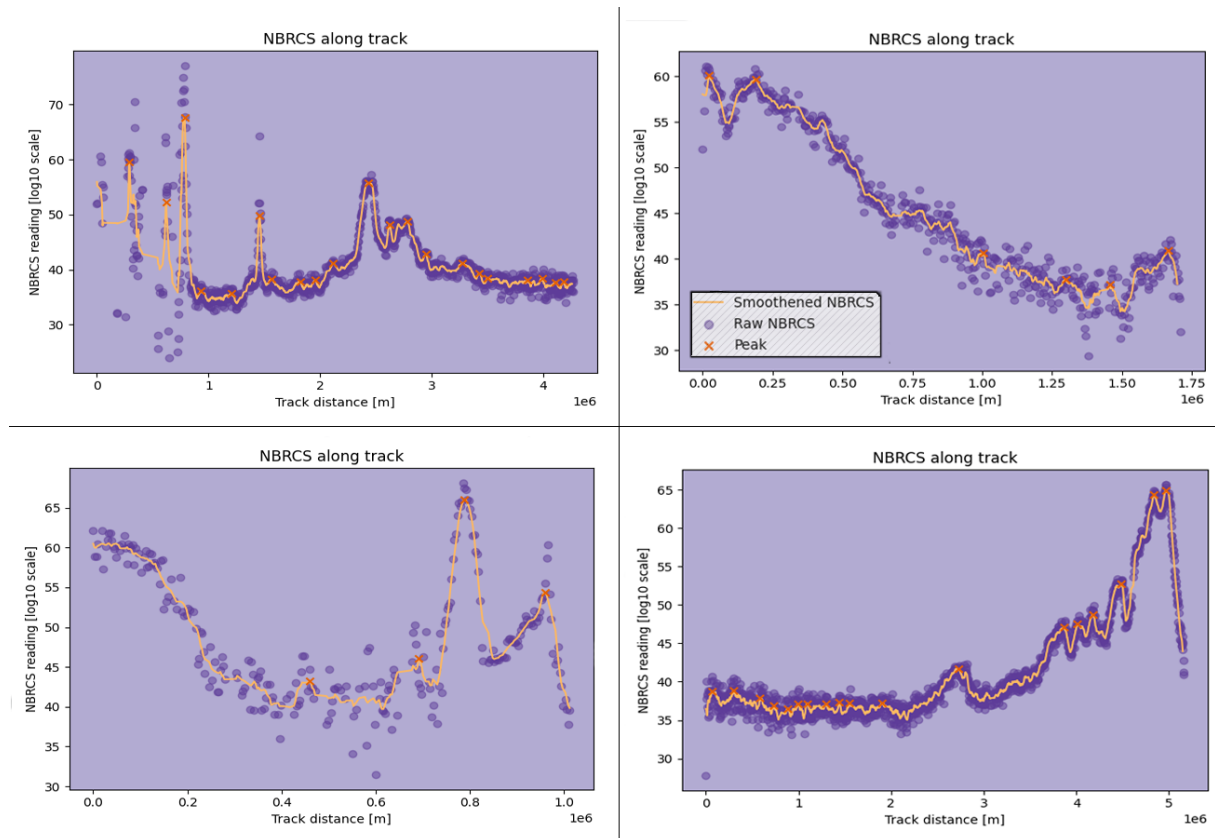 NBRCS along track
NBRCS reading [log10 scale]
70
60
50
40
30
0
1
2
3
4
1e6
Track distance [m]
NBRCS along track
NBRCS reading [log10 scale]
60
55
50
45
40
35
30
Smoothened NBRCS
Raw NBRCS
Peak
0.00
0.25
0.50
0.75
1.00
1.25
1.50
1.75
1e6
Track distance [m]
NBRCS along track
NBRCS reading [log10 scale]
65
60
55
50
45
40
35
30
0.0
0.2
0.4
0.6
0.8
1.0
1e6
Track distance [m]
NBRCS along track
NBRCS reading [log10 scale]
65
60
55
50
45
40
35
30
0
1
2
3
4
5
1e6
Track distance [m]